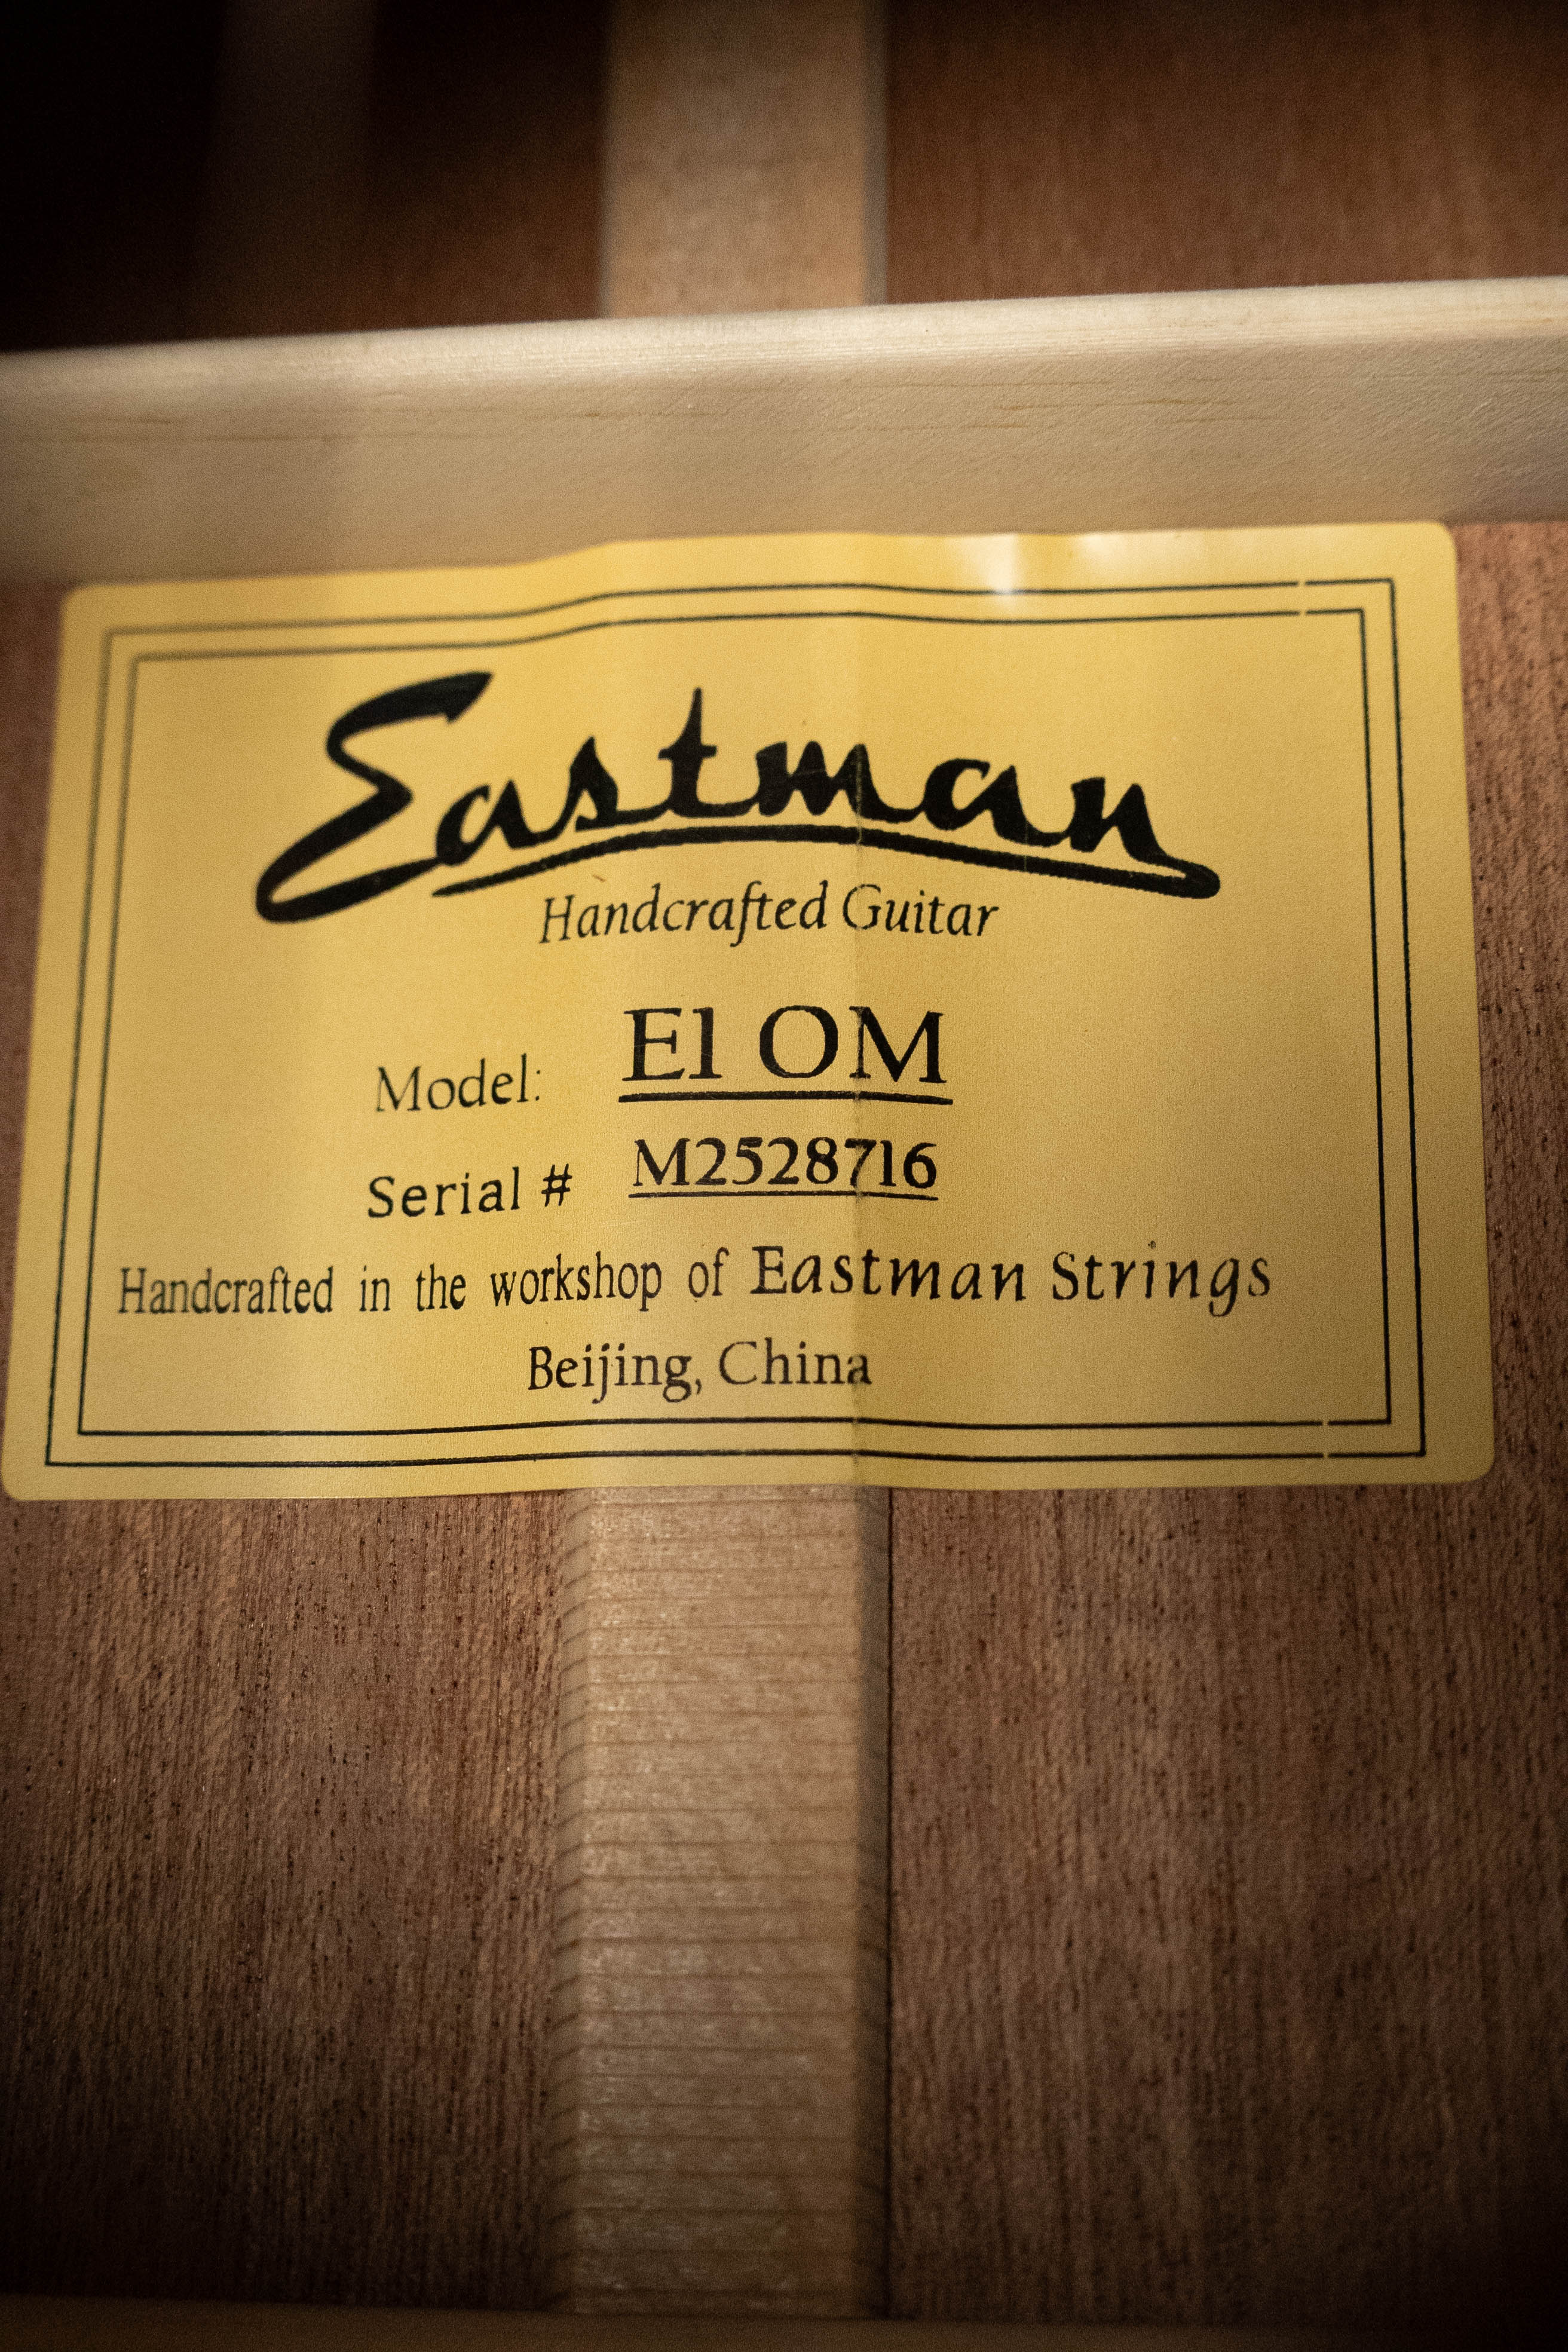 Eastman
Handcrafted Guitar
Model: E1 OM
Serial # M2528716
Handcrafted in the workshop of Eastman Strings
Beijing, China